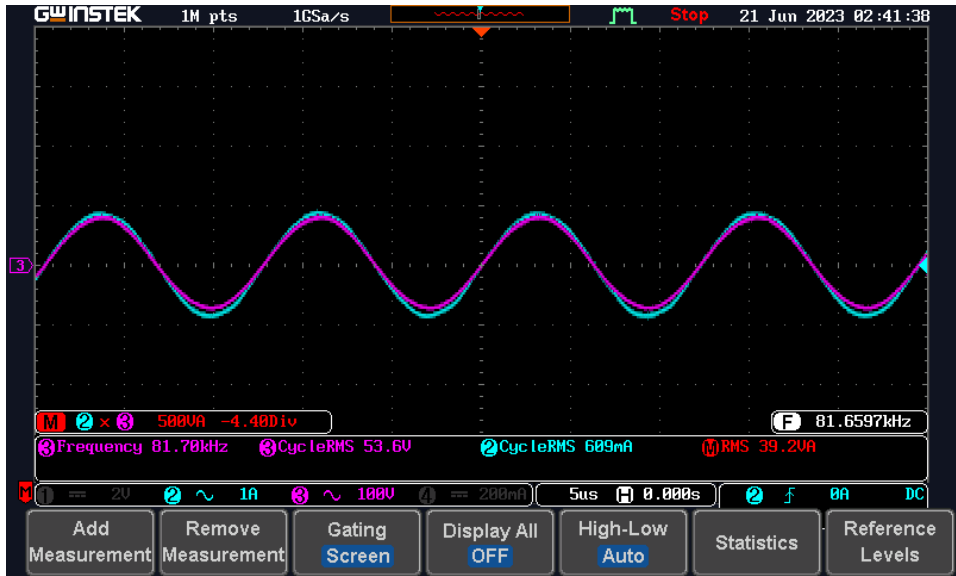 GWINSTEK 1M pts 1GSa/s Stop 21 Jun 2023 02:41:38
3
M 2 × 3 500VA -4.40Div F 81.6597kHz
3 Frequency 81.70kHz 3 CycleRMS 53.6V 2 CycleRMS 609mA M RMS 39.2VA
M 1 2V 2 1A 3 100V 4 200mA 5us H 0.000s 2 0A DC
Add Measurement
Remove Measurement
Gating Screen
Display All OFF
High-Low Auto
Statistics
Reference Levels